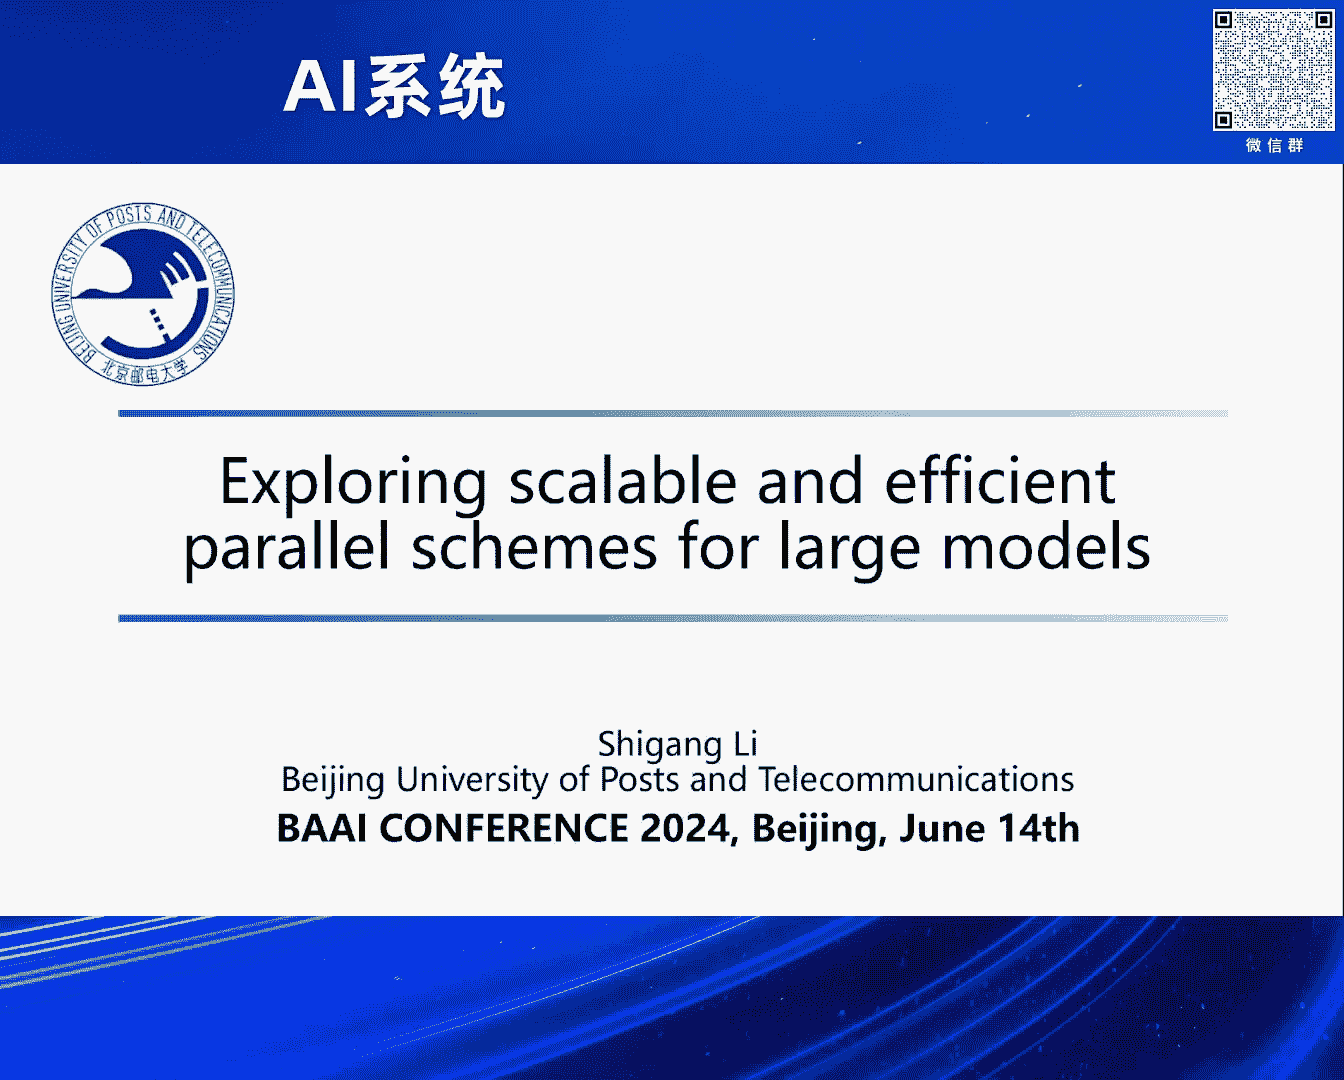 AI系统
微信群
BEIJING UNIVERSITY OF POSTS AND TELECOMMUNICATIONS
北京邮电大学
Exploring scalable and efficient
parallel schemes for large models
Shigang Li
Beijing University of Posts and Telecommunications
BAAI CONFERENCE 2024, Beijing, June 14th